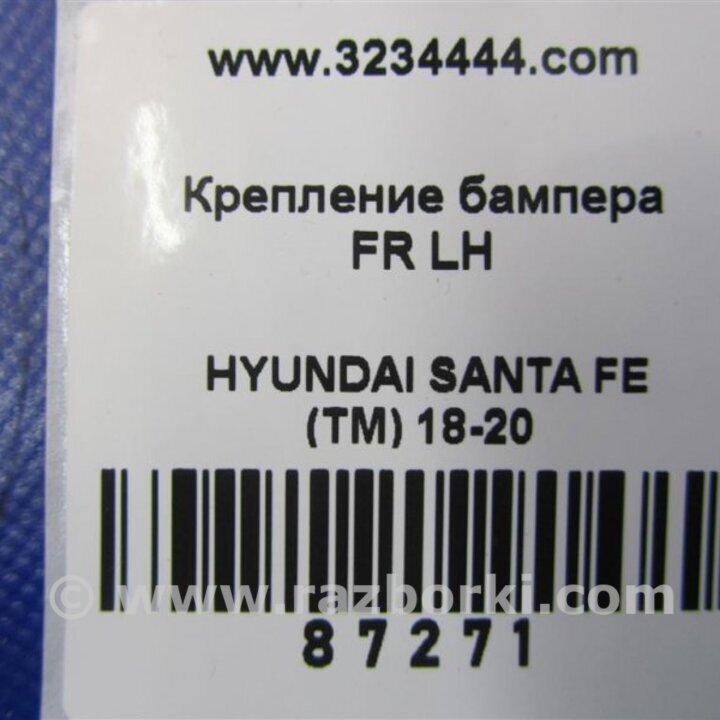 www.3234444.com
Крепление бампера
FR LH
HYUNDAI SANTA FE
(TM) 18-20
© www.razborki.com
87271